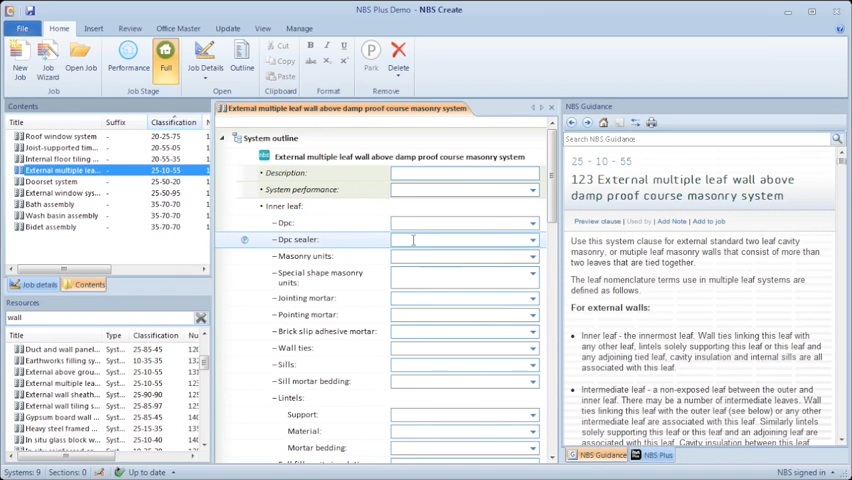 NBS Plus Demo - NBS Create
File Home Insert Review Office Master Update View Manage
New Job
Job Wizard
Open Job
Performance
Full
Job Details
Outline
Cut
Copy
Paste
B I U
abc
Park
Delete
Job
Job Stage
Open
Clipboard
Formatting
Remove
Contents
Title Suffix Classification
Roof window system - 20-25-75
Joist-supported tim... - 20-55-35
Internal floor tiling ... - 20-55-35
External multiple lea... - 25-10-55
Doorset system - 25-50-20
External window sys... - 25-50-95
Bath assembly - 35-70-70
Wash basin assembly - 35-70-70
Bidet assembly - 35-70-70
Job details Contents
Resources
wall
Title Type Classification Nu
Duct and wall panel... Syst... 25-85-45 120
Earthworks filling sy... Syst... 10-35-35
External above grou... Syst... 25-10-55
External multiple lea... Syst... 25-10-55
External wall sheath... Syst... 25-90-90
External wall tiling s... Syst...
Gypsum board wall ... Syst...
Heavy steel framed ... Syst...
In situ glass block w... Syst... 25-10-40
External multiple leaf wall above damp proof course masonry system
System outline
nbs External multiple leaf wall above damp proof course masonry system
• Description:
• System performance:
• Inner leaf:
– Dpc:
– Dpc sealer:
– Masonry units:
– Special shape masonry
units:
– Jointing mortar:
– Pointing mortar:
– Brick slip adhesive mortar:
– Wall ties:
– Sills:
– Sill mortar bedding:
– Lintels:
Support:
Material:
Mortar bedding:
NBS Guidance
Search NBS Guidance
25 - 10 - 55
123 External multiple leaf wall above
damp proof course masonry system
Preview clause | Used by | Add Note | Add to job
Use this system clause for external standard two leaf cavity
masonry, or mutiple leaf masonry walls that consist of more than
two leaves that are tied together.
The leaf nomenclature terms use in multiple leaf systems are
defined as follows.
For external walls:
• Inner leaf - the innermost leaf. Wall ties linking this leaf with
any other leaf, lintels solely supporting this leaf or this leaf and
any adjoining tied leaf, cavity insulation and internal sills are all
associated with this leaf.
• Intermediate leaf - a non-exposed leaf between the outer and
inner leaf. There may be a number of intermediate leaves. Wall
ties linking this leaf with the outer leaf (see below) or any other
intermediate leaf are associated with this leaf. Similarly lintels
solely supporting this leaf or this leaf and any other intermediate
leaf are associated with this leaf. Cavity insulation between this
NBS Guidance NBS Plus
Systems: 9 Sections: 0 Up to date
NBS signed in